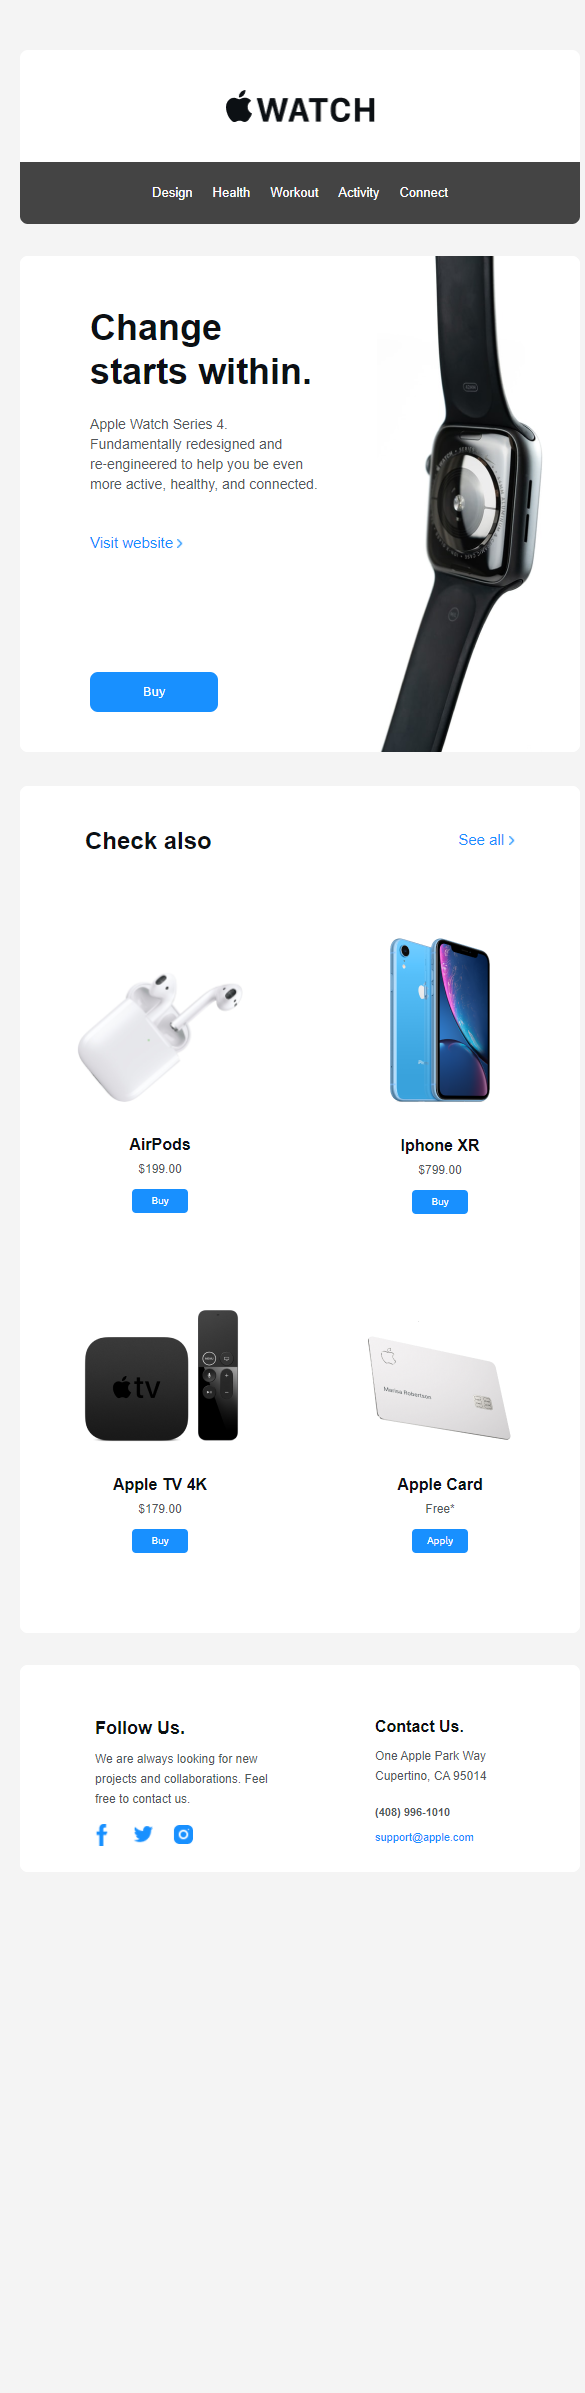 WATCH
Design Health Workout Activity Connect
Change
starts within.
Apple Watch Series 4.
Fundamentally redesigned and
re-engineered to help you be even
more active, healthy, and connected.
Visit website >
Buy
Check also
See all >
AirPods
$199.00
Buy
Iphone XR
$799.00
Buy
tv
MENU
Apple TV 4K
$179.00
Buy
Marisa Robertson
Apple Card
Free*
Apply
Follow Us.
We are always looking for new
projects and collaborations. Feel
free to contact us.
Contact Us.
One Apple Park Way
Cupertino, CA 95014
(408) 996-1010
support@apple.com